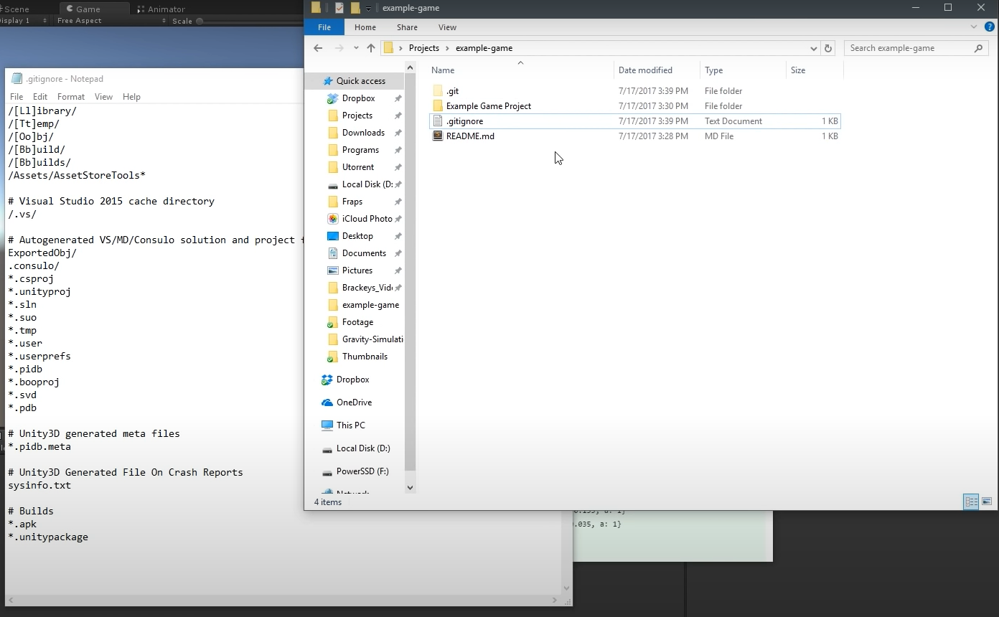 Scene
Game
Animator
Display 1
Free Aspect
Scale
.gitignore - Notepad
File Edit Format View Help
/[Ll]ibrary/
/[Tt]emp/
/[Oo]bj/
/[Bb]uild/
/[Bb]uilds/
/Assets/AssetStoreTools*
# Visual Studio 2015 cache directory
/.vs/
# Autogenerated VS/MD/Consulo solution and project
ExportedObj/
.consulo/
*.csproj
*.unityproj
*.sln
*.suo
*.tmp
*.user
*.userprefs
*.pidb
*.booproj
*.svd
*.pdb
# Unity3D generated meta files
*.pidb.meta
# Unity3D Generated File On Crash Reports
sysinfo.txt
# Builds
*.apk
*.unitypackage
example-game
File Home Share View
Projects > example-game
Search example-game
Quick access
Dropbox
Projects
Downloads
Programs
Utorrent
Local Disk (D:
Fraps
iCloud Photo
Desktop
Documents
Pictures
Brackeys_Vide
example-game
Footage
Gravity-Simulati
Thumbnails
Dropbox
OneDrive
This PC
Local Disk (D:)
PowerSSD (F:)
Network
Name Date modified Type Size
.git 7/17/2017 3:39 PM File folder
Example Game Project 7/17/2017 3:30 PM File folder
.gitignore 7/17/2017 3:39 PM Text Document 1 KB
README.md 7/17/2017 3:28 PM MD File 1 KB
4 items
.035, a: 1}